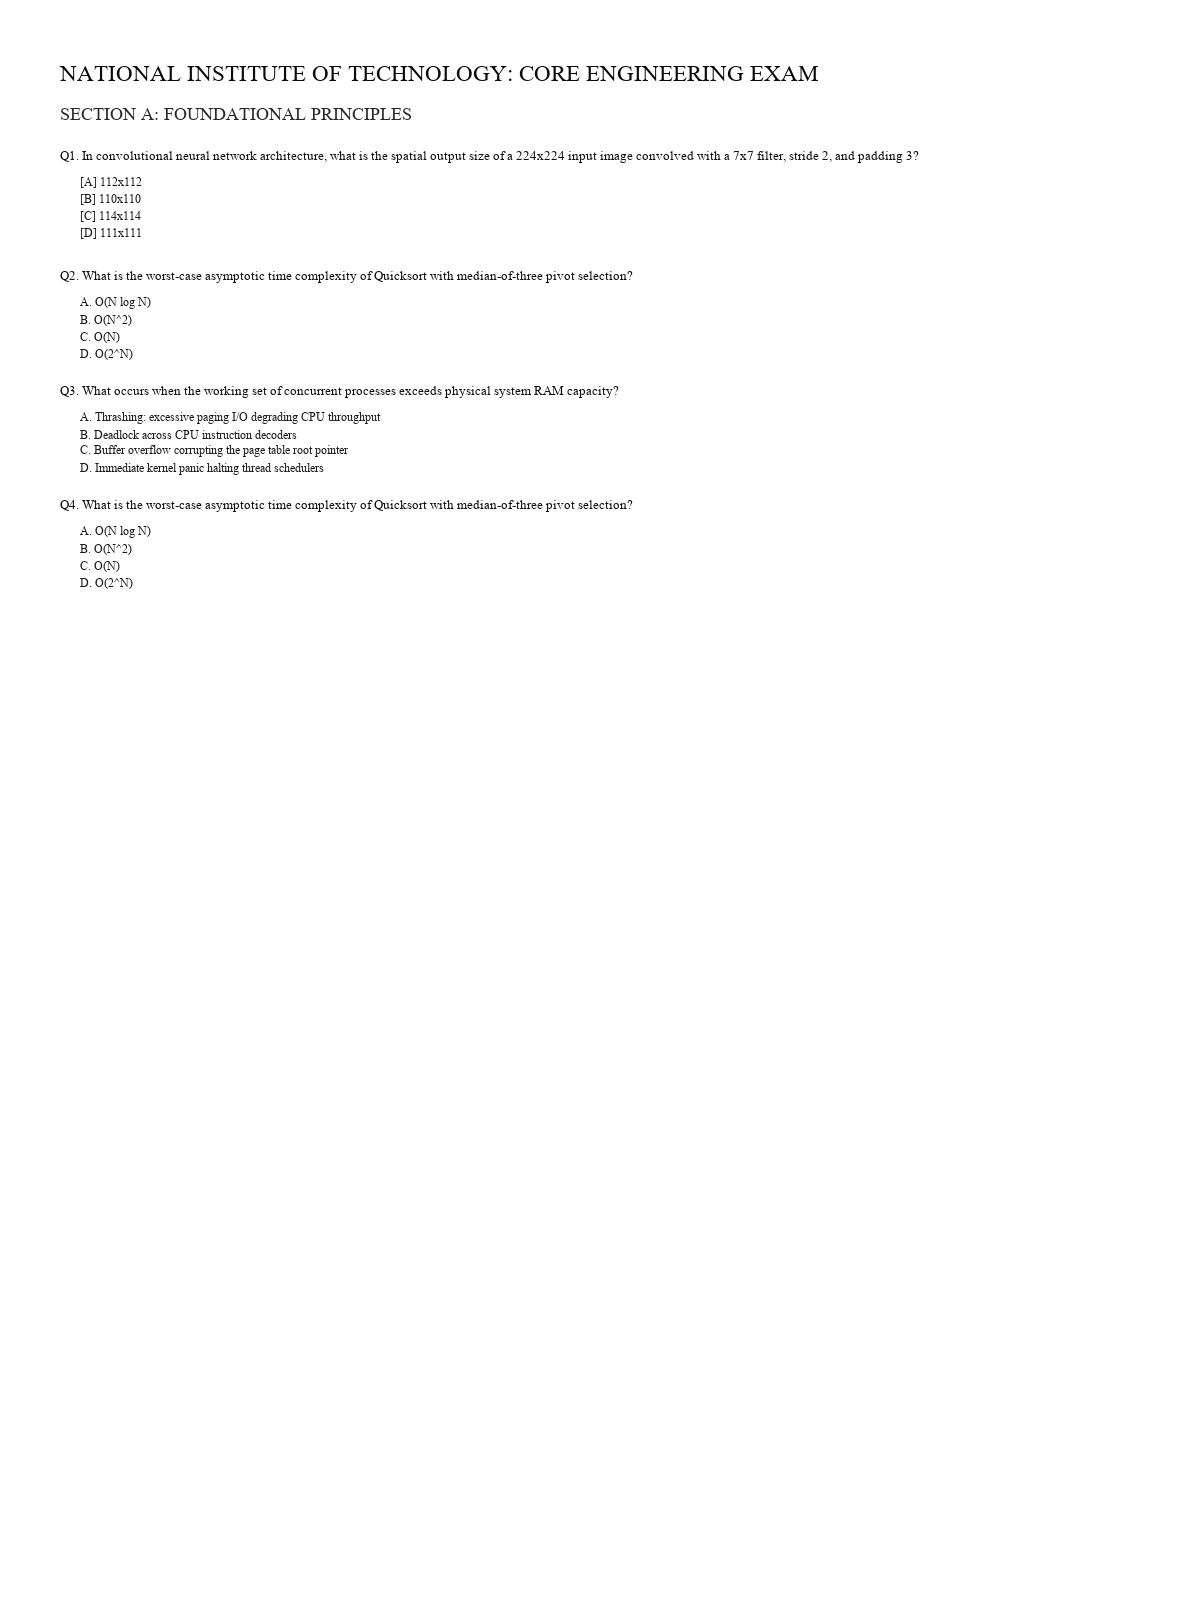 NATIONAL INSTITUTE OF TECHNOLOGY: CORE ENGINEERING EXAM
SECTION A: FOUNDATIONAL PRINCIPLES
Q1. In convolutional neural network architecture, what is the spatial output size of a 224x224 input image convolved with a 7x7 filter, stride 2, and padding 3?
[A] 112x112
[B] 110x110
[C] 114x114
[D] 111x111
Q2. What is the worst-case asymptotic time complexity of Quicksort with median-of-three pivot selection?
A. O(N log N)
B. O(N^2)
C. O(N)
D. O(2^N)
Q3. What occurs when the working set of concurrent processes exceeds physical system RAM capacity?
A. Thrashing: excessive paging I/O degrading CPU throughput
B. Deadlock across CPU instruction decoders
C. Buffer overflow corrupting the page table root pointer
D. Immediate kernel panic halting thread schedulers
Q4. What is the worst-case asymptotic time complexity of Quicksort with median-of-three pivot selection?
A. O(N log N)
B. O(N^2)
C. O(N)
D. O(2^N)